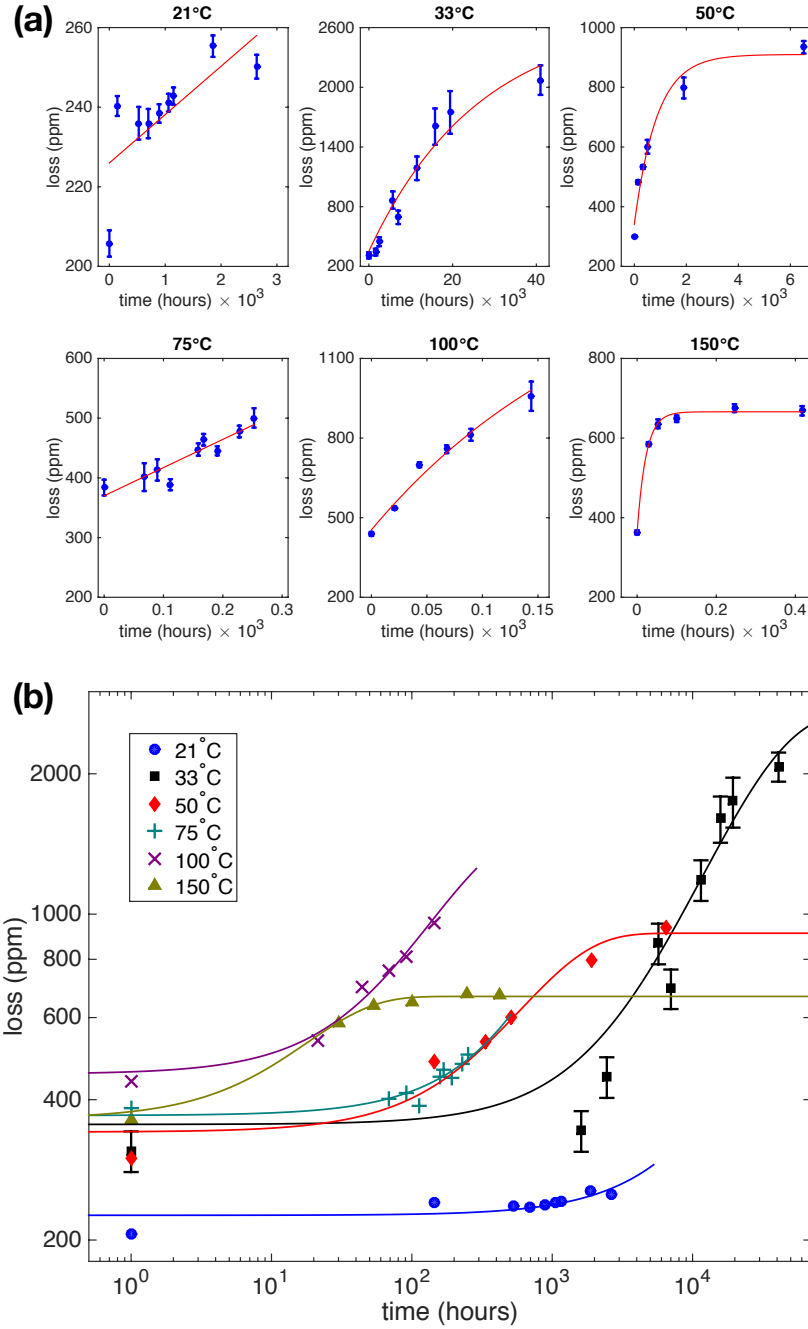 (a)
21°C
33°C
50°C
260
240
220
200
loss (ppm)
0 1 2 3
time (hours) × 10³
2600
2000
1400
800
200
loss (ppm)
0 20 40
time (hours) × 10³
1000
800
600
400
200
loss (ppm)
0 2 4 6
time (hours) × 10³
75°C
100°C
150°C
600
500
400
300
200
loss (ppm)
0 0.1 0.2 0.3
time (hours) × 10³
1100
800
500
200
loss (ppm)
0 0.05 0.1 0.15
time (hours) × 10³
800
600
400
200
loss (ppm)
0 0.2 0.4
time (hours) × 10³
(b)
21°C
33°C
50°C
75°C
100°C
150°C
2000
1000
800
600
400
200
loss (ppm)
10⁰ 10¹ 10² 10³ 10⁴
time (hours)